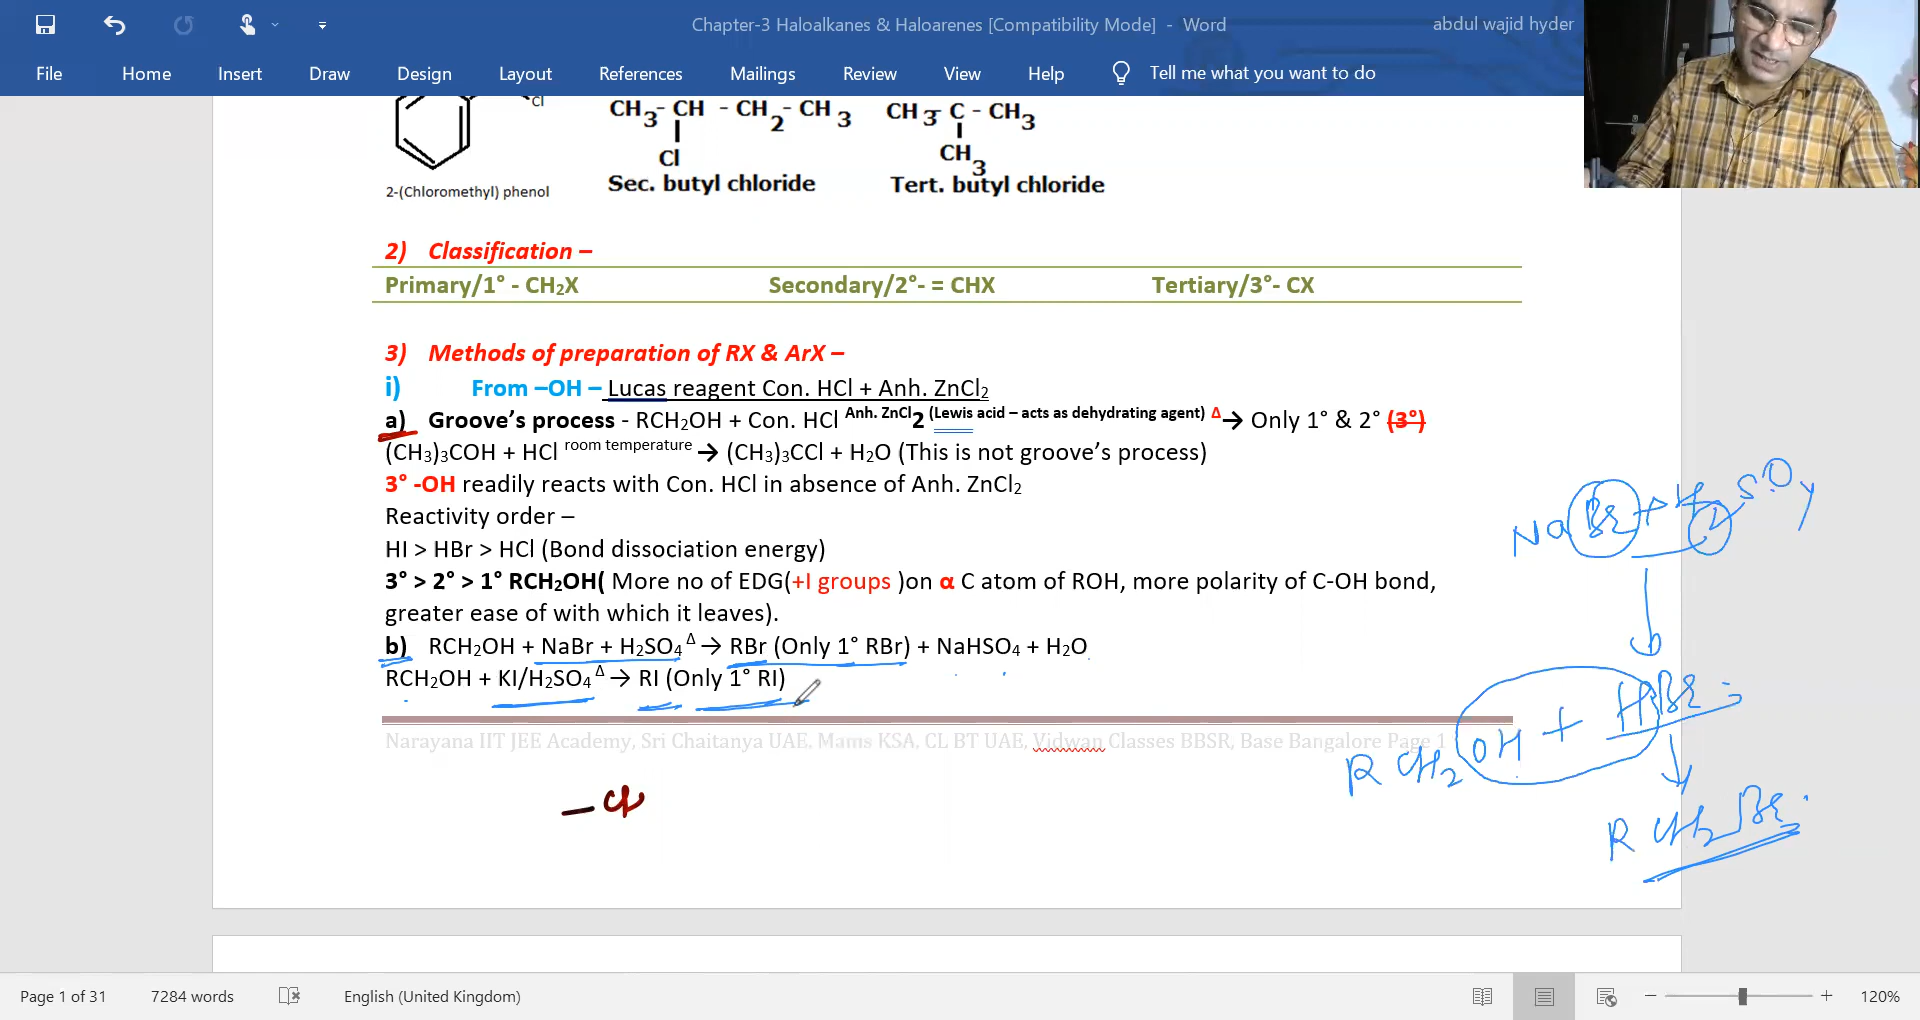 Chapter-3 Haloalkanes & Haloarenes [Compatibility Mode] - Word
abdul wajid hyder
File Home Insert Draw Design Layout References Mailings Review View Help Tell me what you want to do
Cl
CH₃- CH - CH₂- CH₃
CH₃- C - CH₃
Cl
CH₃
2-(Chloromethyl) phenol
Sec. butyl chloride
Tert. butyl chloride
2) Classification –
Primary/1° - CH₂X Secondary/2°- = CHX Tertiary/3°- CX
3) Methods of preparation of RX & ArX –
i) From –OH – Lucas reagent Con. HCl + Anh. ZnCl₂
a) Groove's process - RCH₂OH + Con. HCl Anh. ZnCl2 (Lewis acid – acts as dehydrating agent) Δ → Only 1° & 2° (3°)
(CH₃)₃COH + HCl room temperature → (CH₃)₃CCl + H₂O (This is not groove's process)
3° -OH readily reacts with Con. HCl in absence of Anh. ZnCl₂
Reactivity order –
HI > HBr > HCl (Bond dissociation energy)
3° > 2° > 1° RCH₂OH( More no of EDG(+I groups )on α C atom of ROH, more polarity of C-OH bond,
greater ease of with which it leaves).
b) RCH₂OH + NaBr + H₂SO₄ Δ → RBr (Only 1° RBr) + NaHSO₄ + H₂O
RCH₂OH + KI/H₂SO₄ Δ → RI (Only 1° RI)
Narayana IIT JEE Academy, Sri Chaitanya UAE, Mams KSA, CL BT UAE, Vidwan Classes BBSR, Base Bangalore Page 1
NaBr + H₂SO₄
RCH₂OH + HBr
RCH₂Br
Page 1 of 31 7284 words English (United Kingdom) 120%